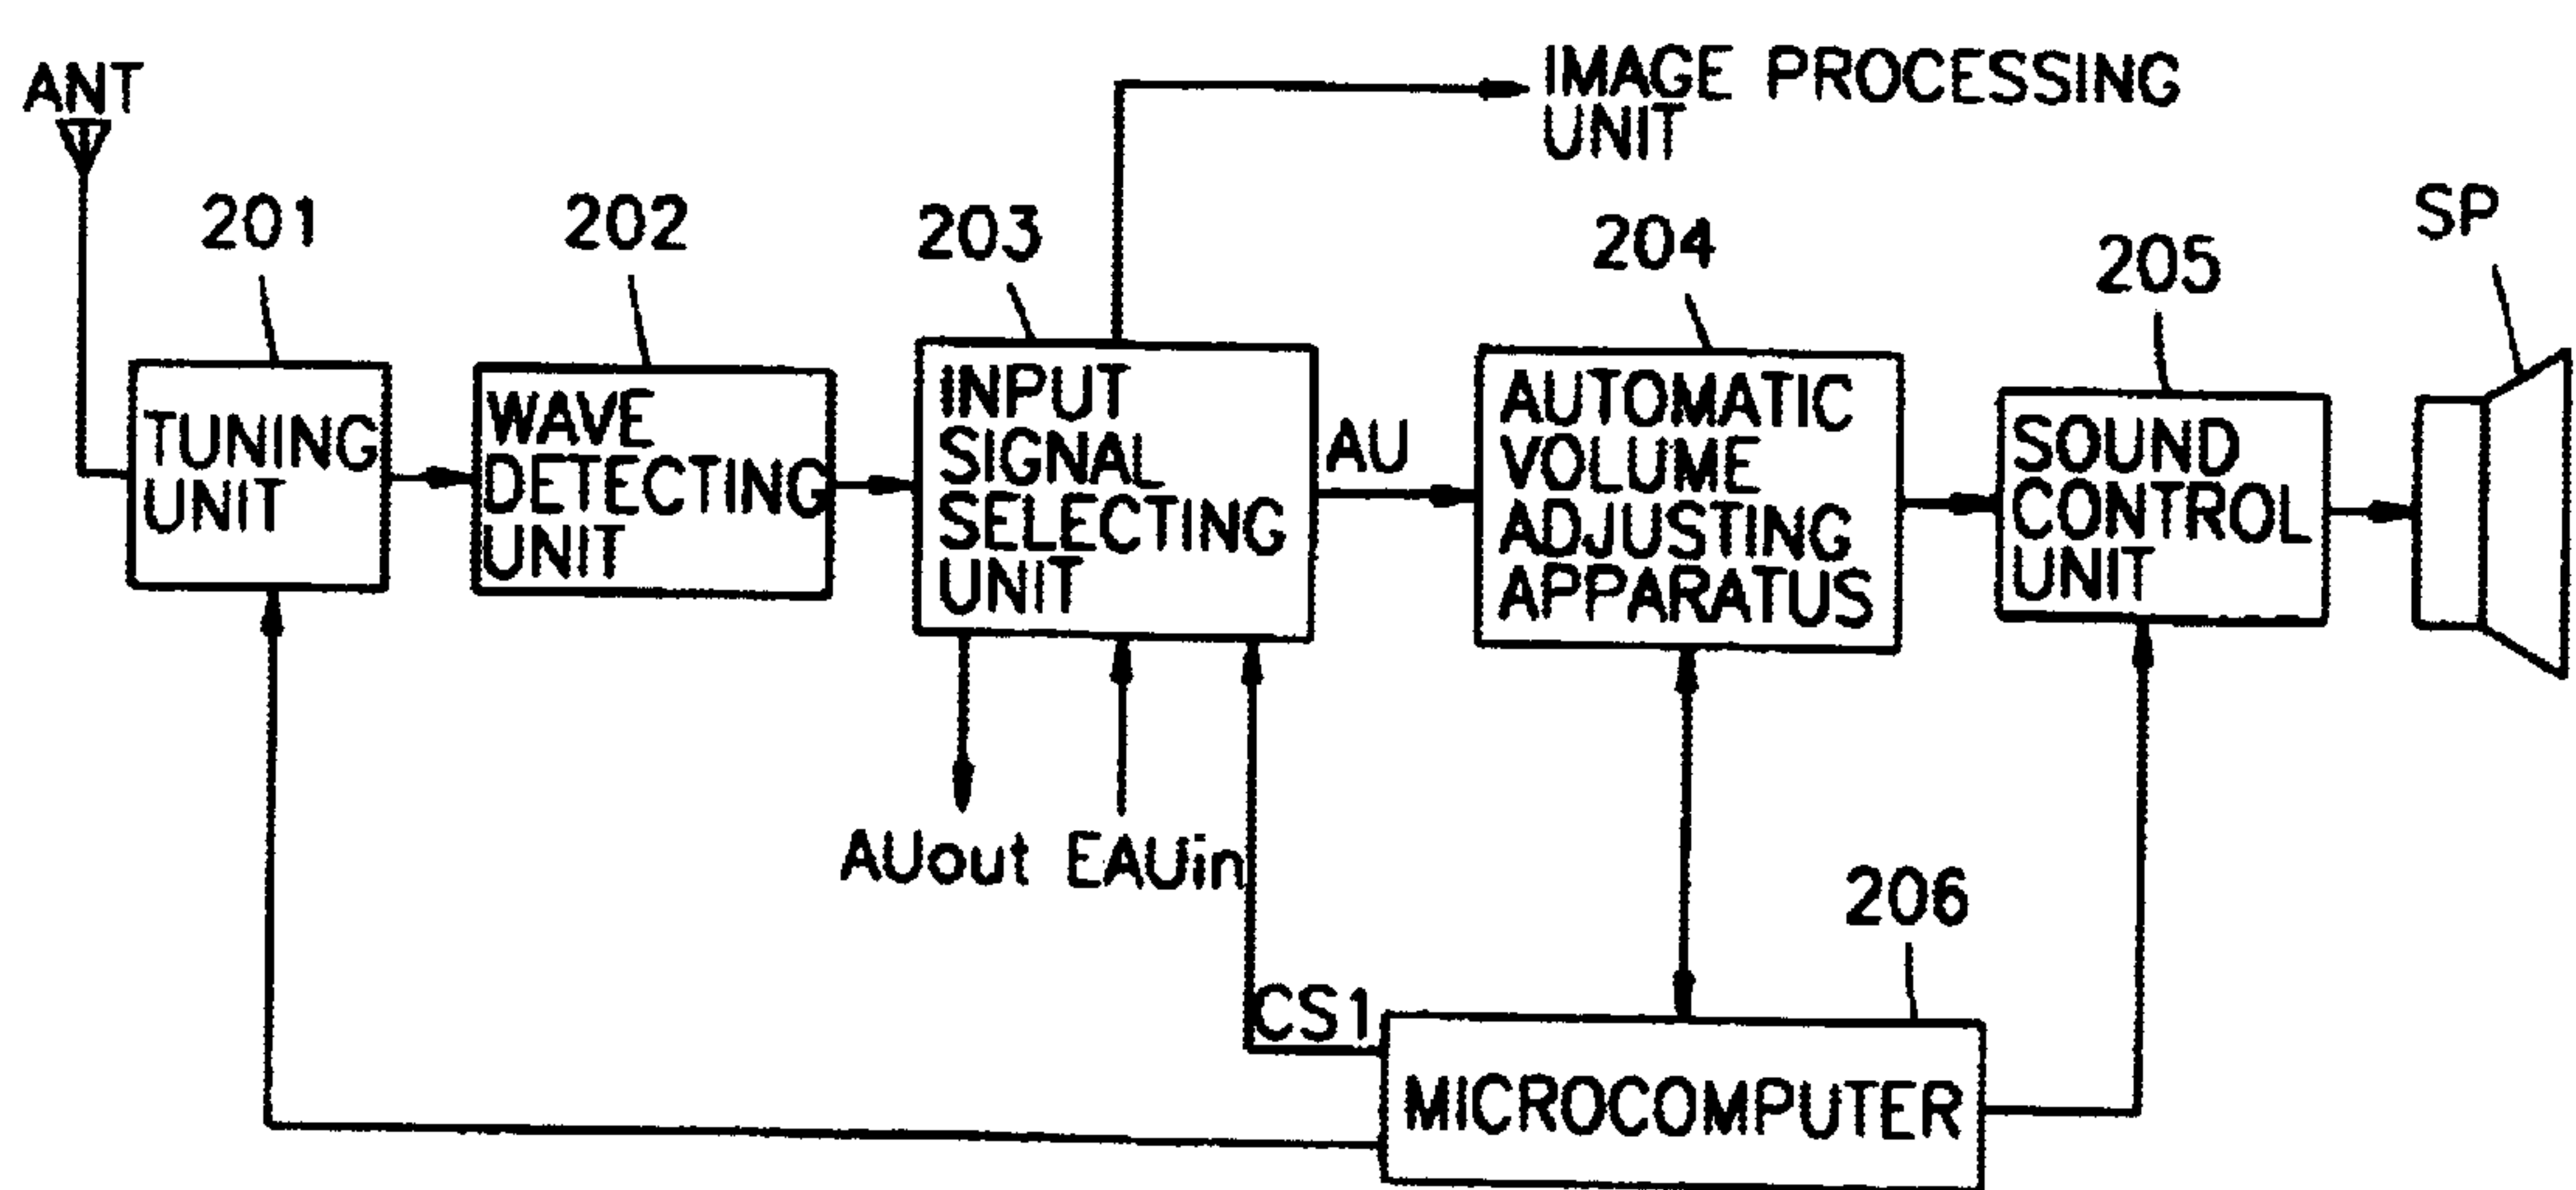 ANT
IMAGE PROCESSING
UNIT
201
202
203
204
205
SP
TUNING
UNIT
WAVE
DETECTING
UNIT
INPUT
SIGNAL
SELECTING
UNIT
AU
AUTOMATIC
VOLUME
ADJUSTING
APPARATUS
SOUND
CONTROL
UNIT
AUout EAUin
206
CS1
MICROCOMPUTER